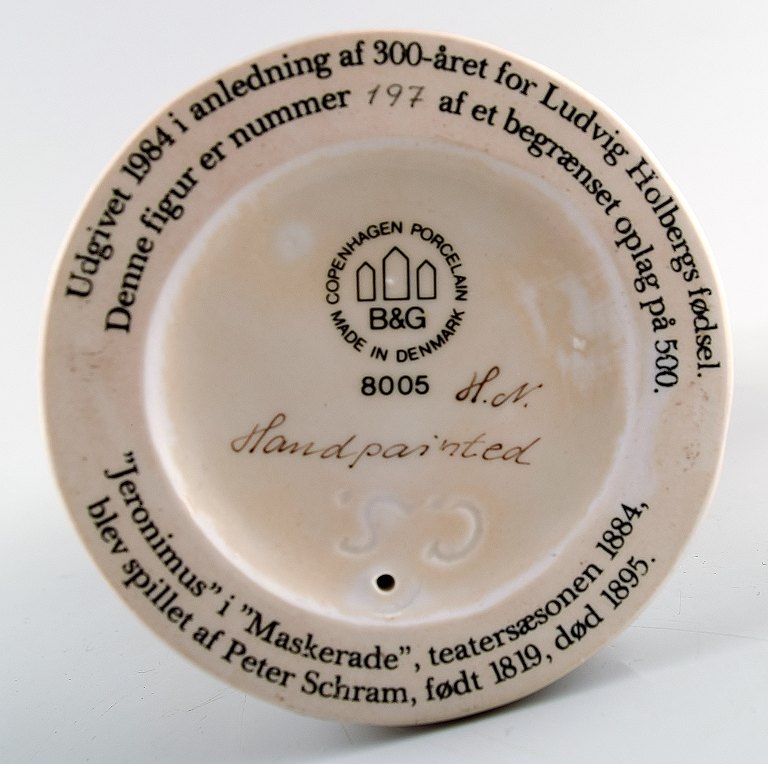 Udgivet 1984 i anledning af 300-året for Ludvig Holbergs fødsel.
Denne figur er nummer 197 af et begrænset oplag på 500.
COPENHAGEN PORCELAIN
B&G
MADE IN DENMARK
8005 H.N.
Handpainted
"Jeronimus" i "Maskerade", teatersæsonen 1884,
blev spillet af Peter Schram, født 1819, død 1895.